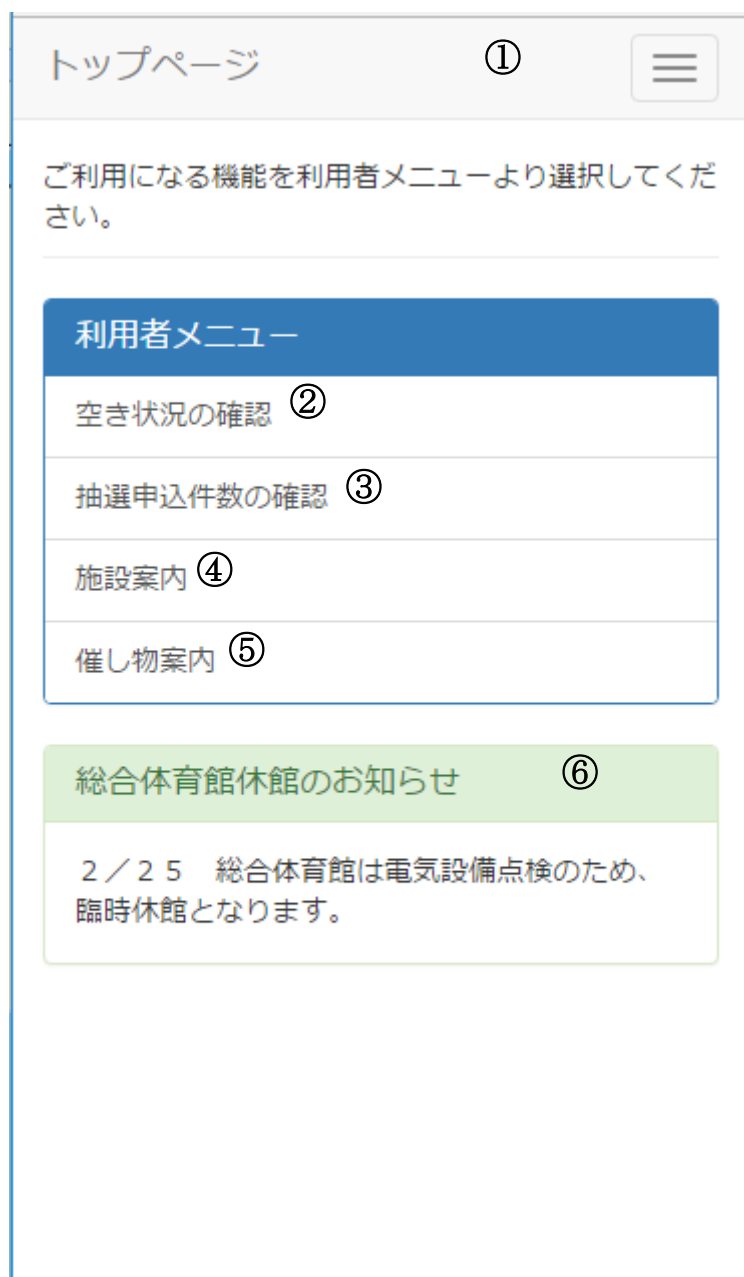 トップページ ①
ご利用になる機能を利用者メニューより選択してくだ
さい。
利用者メニュー
空き状況の確認 ②
抽選申込件数の確認 ③
施設案内 ④
催し物案内 ⑤
総合体育館休館のお知らせ ⑥
２／２５　総合体育館は電気設備点検のため、
臨時休館となります。